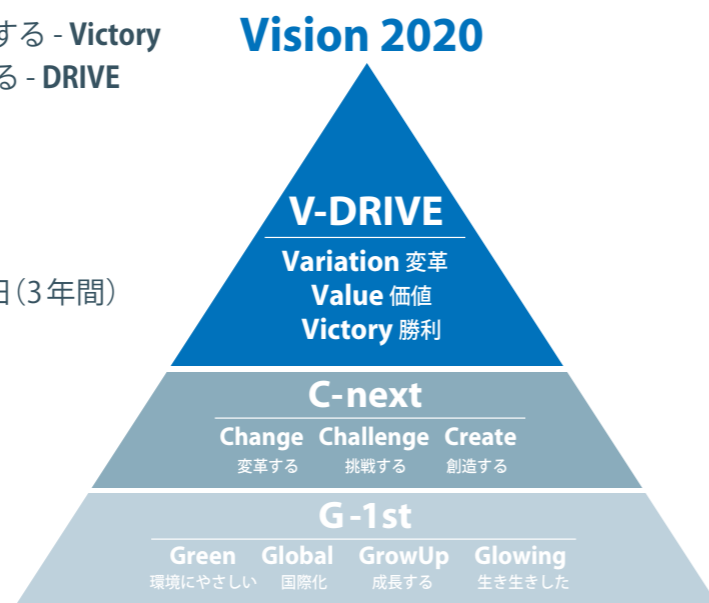 する - Victory
る - DRIVE
日（3年間）
Vision 2020
V-DRIVE
Variation 変革
Value 価値
Victory 勝利
C-next
Change Challenge Create
変革する 挑戦する 創造する
G-1st
Green Global GrowUp Glowing
環境にやさしい 国際化 成長する 生き生きした